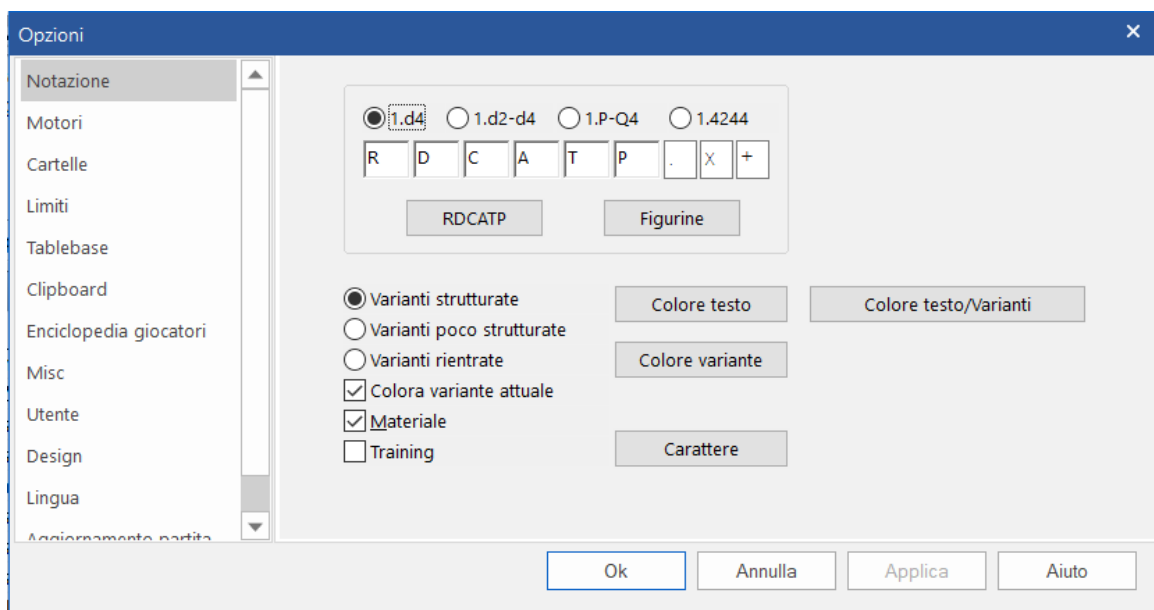 Opzioni
Notazione
Motori
Cartelle
Limiti
Tablebase
Clipboard
Enciclopedia giocatori
Misc
Utente
Design
Lingua
Aggiornamento partita
1.d4 1.d2-d4 1.P-Q4 1.4244
R D C A T P . x +
RDCATP Figurine
Varianti strutturate
Varianti poco strutturate
Varianti rientrate
Colora variante attuale
Materiale
Training
Colore testo Colore testo/Varianti
Colore variante
Carattere
Ok Annulla Applica Aiuto